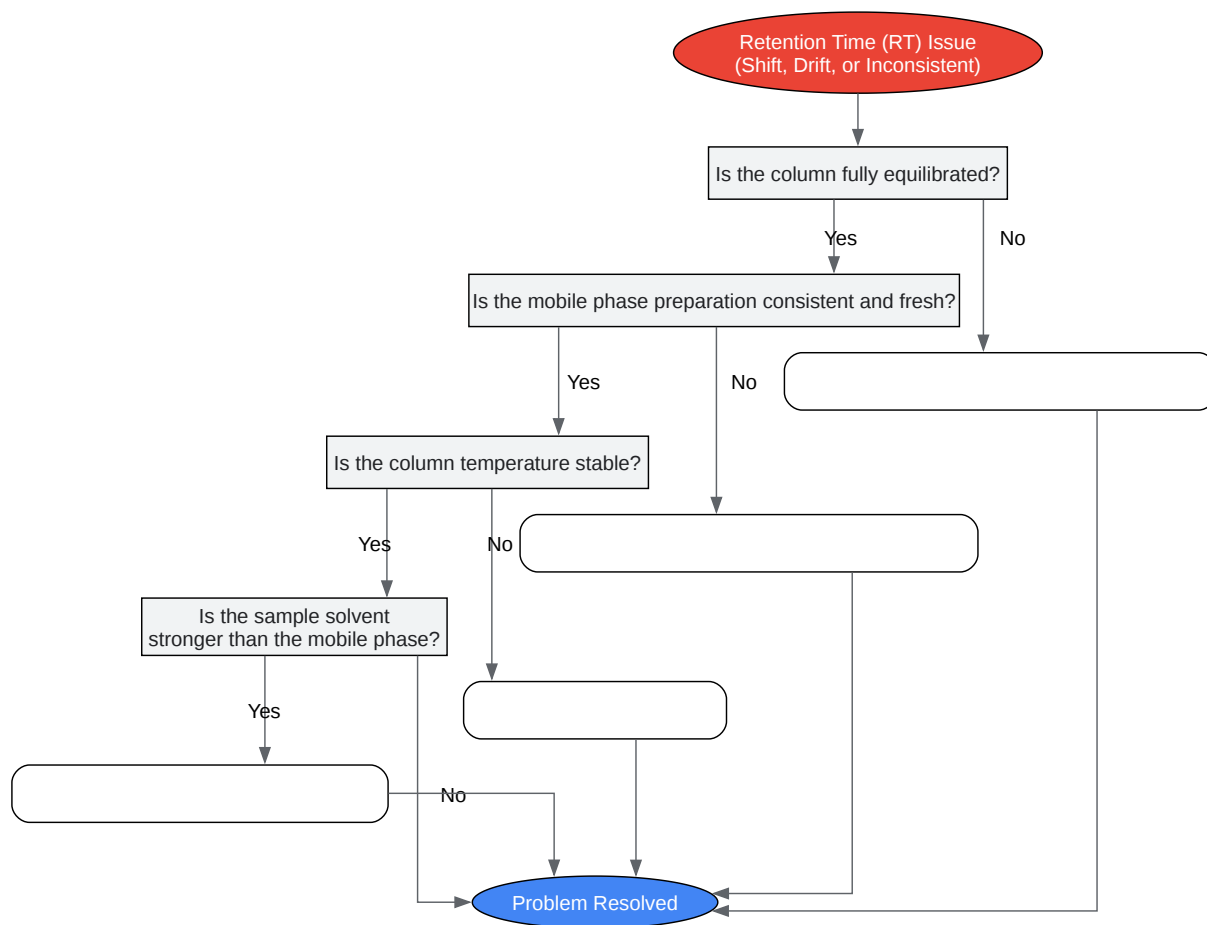 Retention Time (RT) Issue
(Shift, Drift, or Inconsistent)
Is the column fully equilibrated?
Yes
No
Is the mobile phase preparation consistent and fresh?
Yes
No
Is the column temperature stable?
Yes
No
Is the sample solvent
stronger than the mobile phase?
Yes
No
Problem Resolved